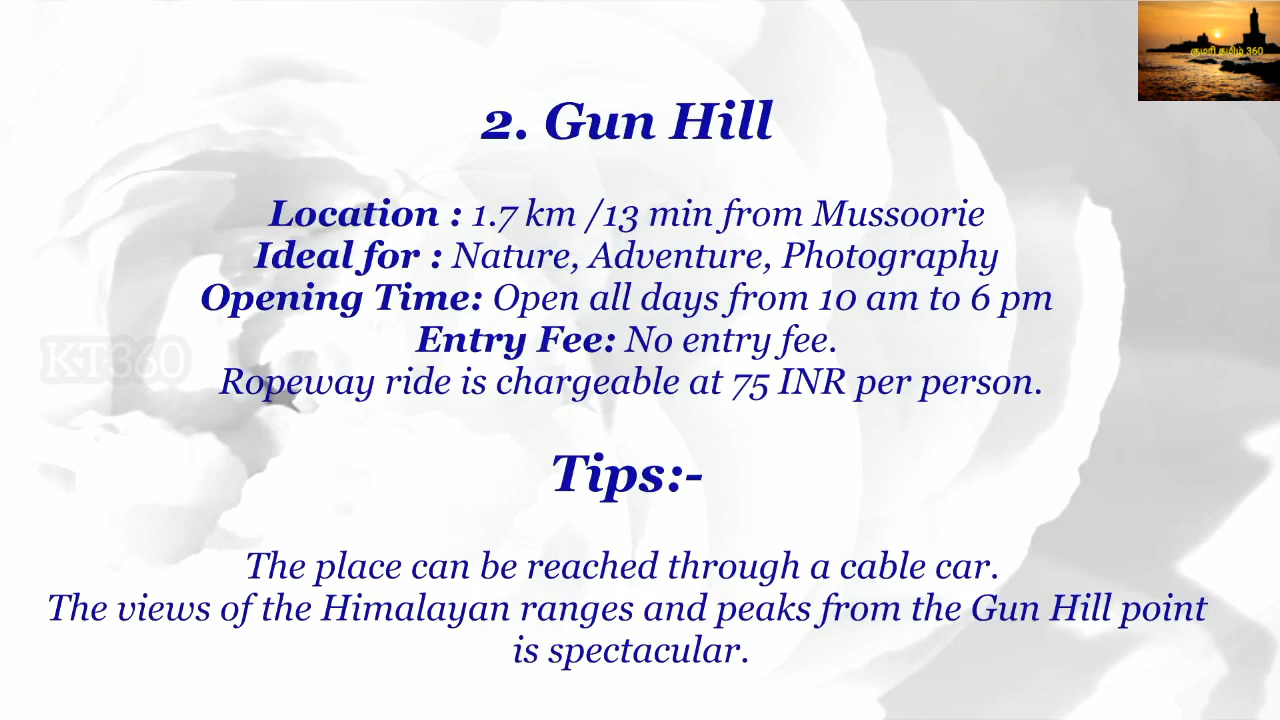 குமரி தமிழ் 360
2. Gun Hill
Location : 1.7 km /13 min from Mussoorie
Ideal for : Nature, Adventure, Photography
Opening Time: Open all days from 10 am to 6 pm
Entry Fee: No entry fee.
KT360
Ropeway ride is chargeable at 75 INR per person.
Tips:-
The place can be reached through a cable car.
The views of the Himalayan ranges and peaks from the Gun Hill point
is spectacular.